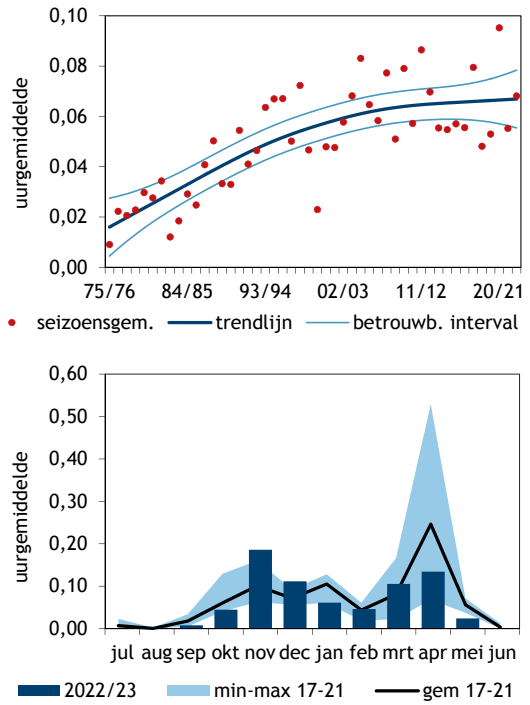 0,10
0,08
0,06
0,04
0,02
0,00
uurgemiddelde
75/76 84/85 93/94 02/03 11/12 20/21
seizoensgem. trendlijn betrouwb. interval
0,60
0,50
0,40
0,30
0,20
0,10
0,00
uurgemiddelde
jul aug sep okt nov dec jan feb mrt apr mei jun
2022/23 min-max 17-21 gem 17-21